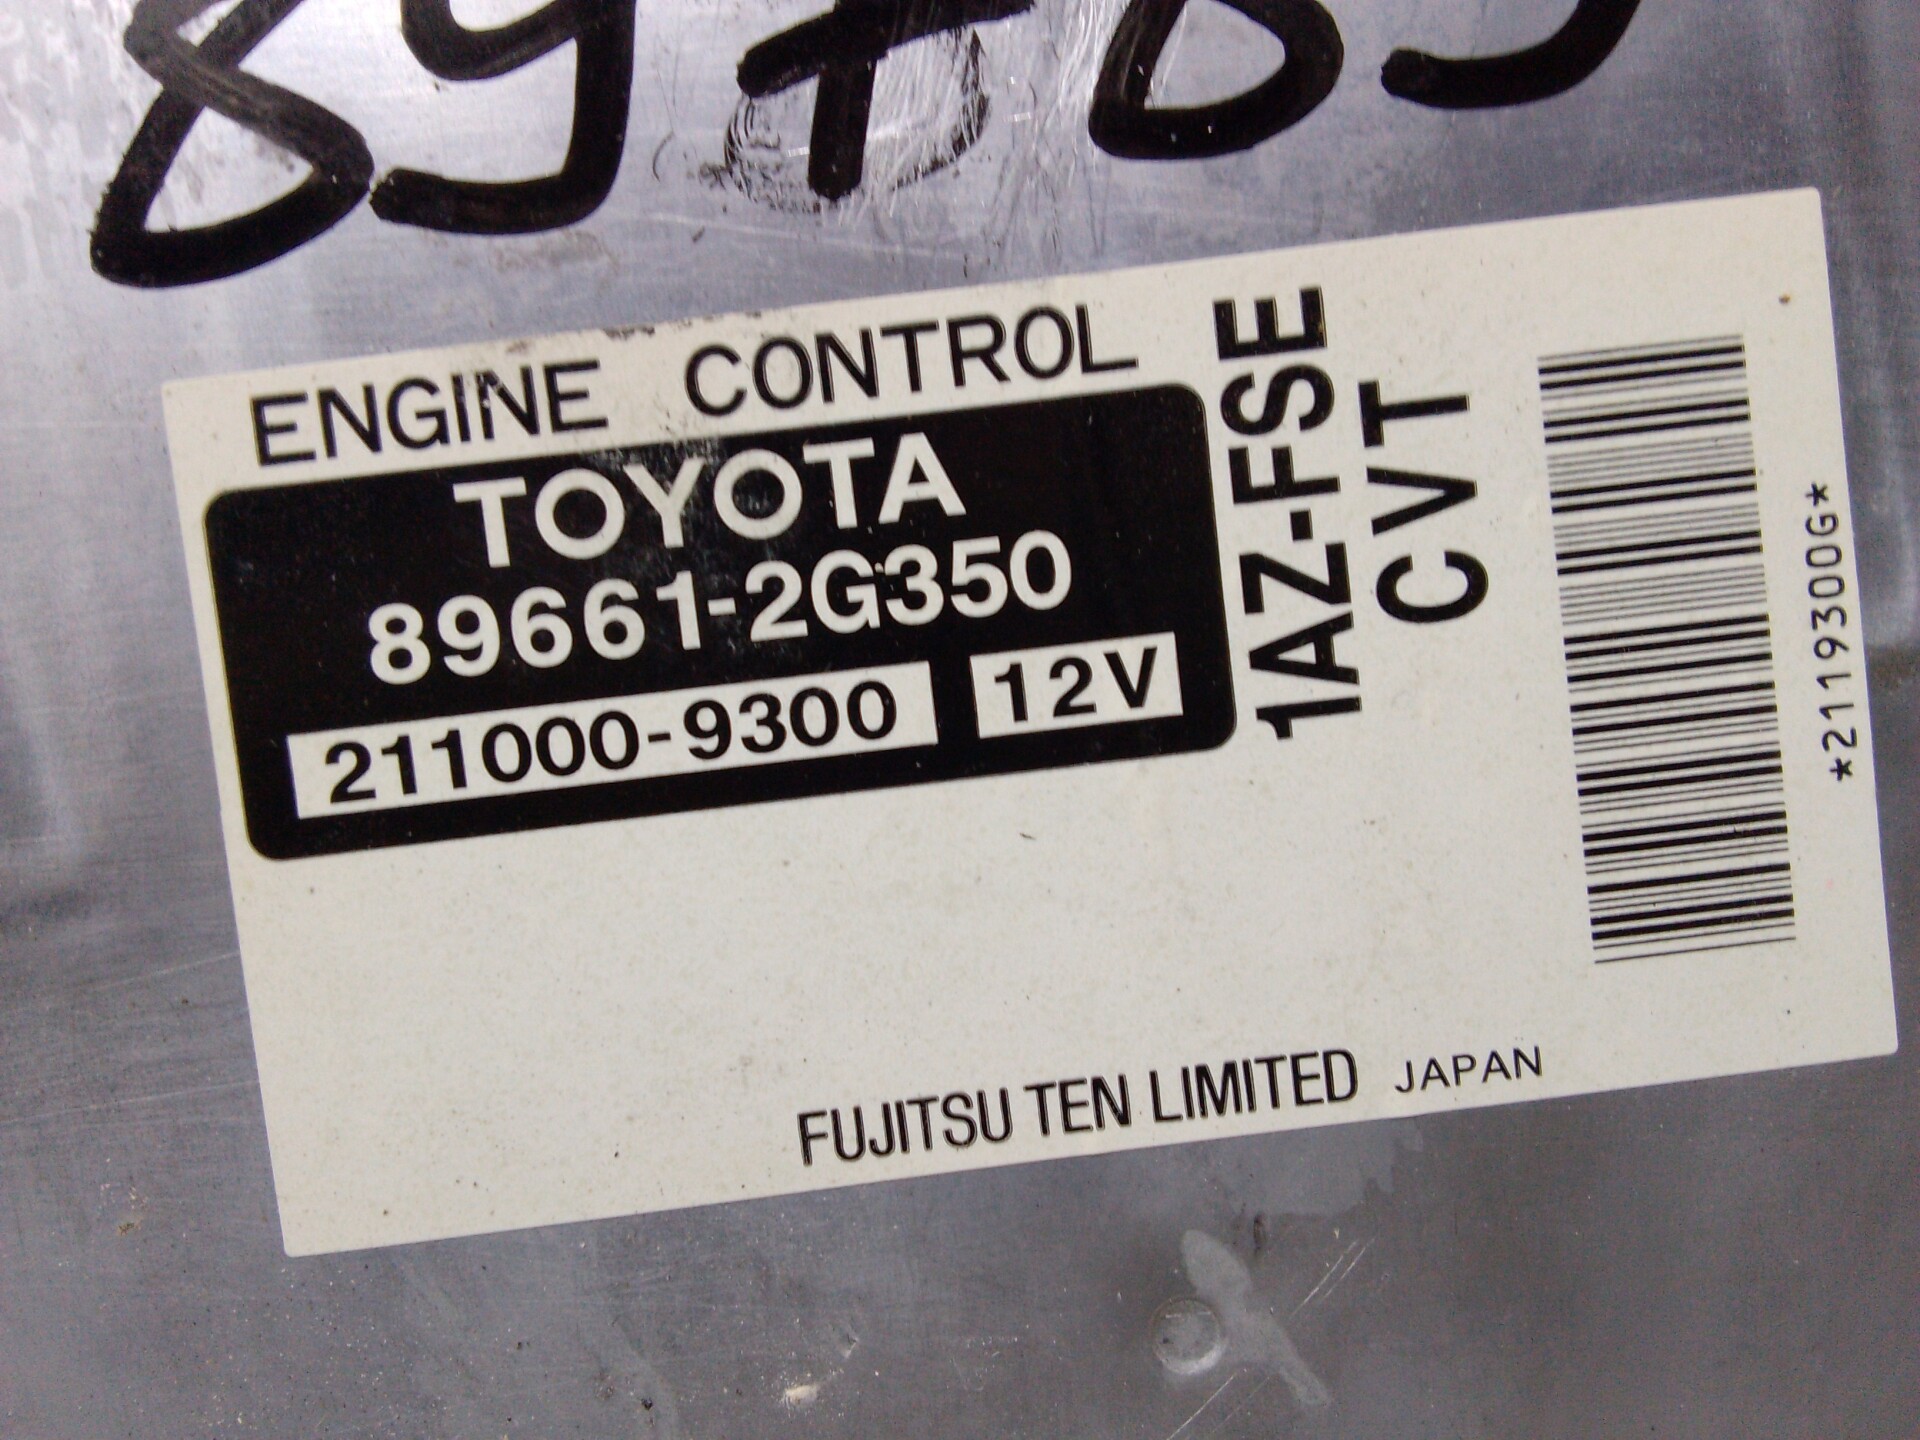 ENGINE CONTROL
TOYOTA
89661-2G350
211000-9300 12V
1AZ-FSE
CVT
*2119300G*
FUJITSU TEN LIMITED JAPAN